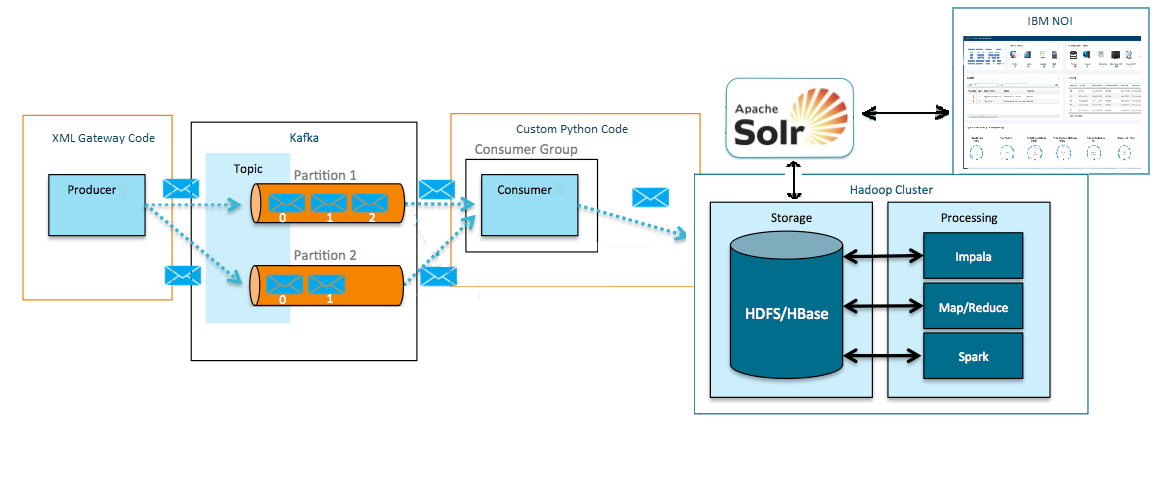 IBM NOI
IBM
Apache
Solr
XML Gateway Code
Kafka
Custom Python Code
Consumer Group
Topic
Partition 1
Producer
Consumer
0 1 2
Partition 2
0 1
Hadoop Cluster
Storage
Processing
HDFS/HBase
Impala
Map/Reduce
Spark